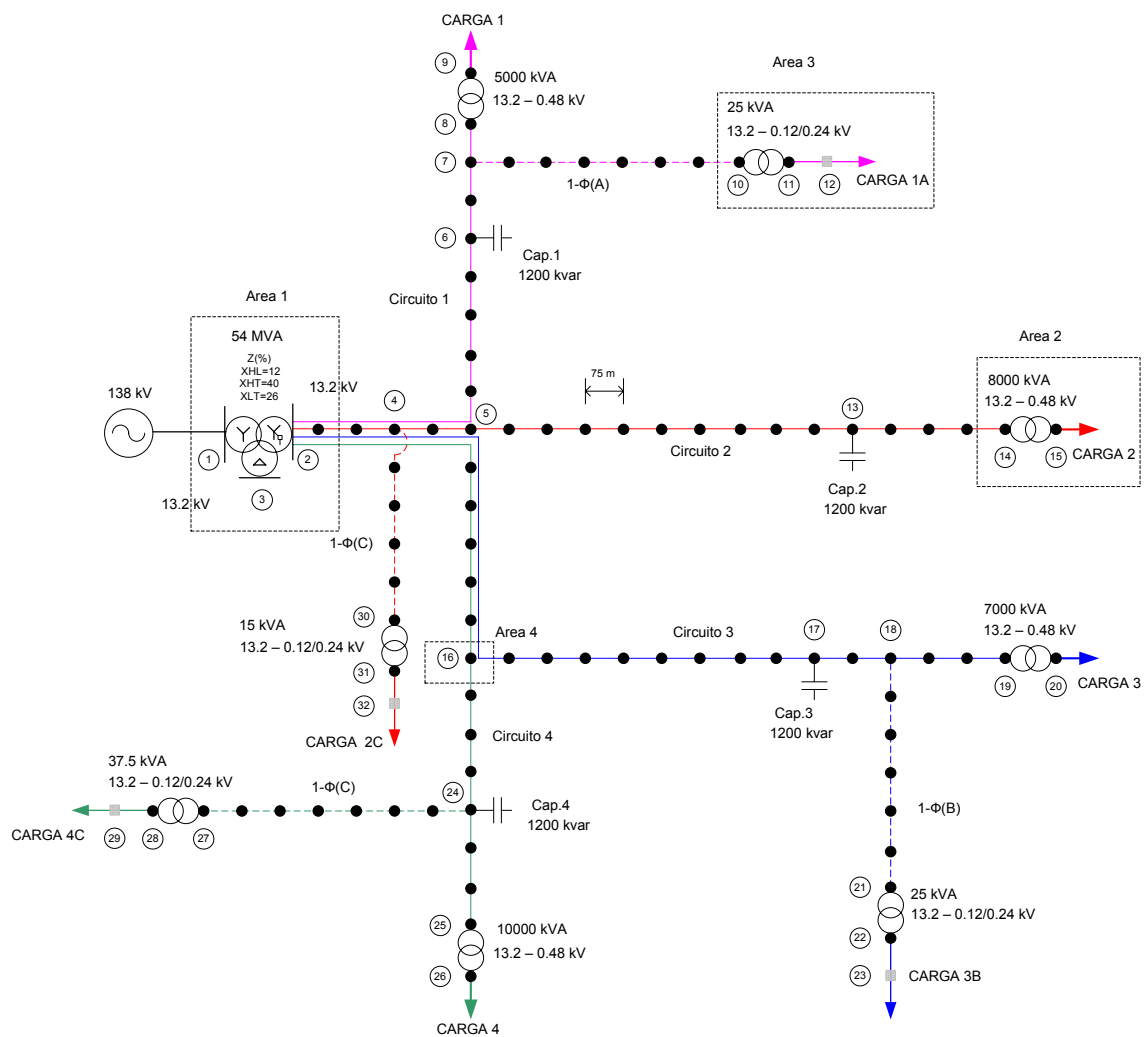 CARGA 1
9
5000 kVA
13.2 – 0.48 kV
8
7
1-Φ(A)
Area 3
25 kVA
13.2 – 0.12/0.24 kV
10
11
12
CARGA 1A
6
Cap.1
1200 kvar
Circuito 1
Area 1
54 MVA
Z(%)
XHL=12
XHT=40
XLT=26
138 kV
13.2 kV
1
2
3
13.2 kV
4
5
75 m
13
Circuito 2
Cap.2
1200 kvar
Area 2
8000 kVA
13.2 – 0.48 kV
14
15
CARGA 2
1-Φ(C)
30
15 kVA
13.2 – 0.12/0.24 kV
31
32
CARGA 2C
Area 4
16
Circuito 3
17
18
Cap.3
1200 kvar
7000 kVA
13.2 – 0.48 kV
19
20
CARGA 3
1-Φ(B)
21
25 kVA
13.2 – 0.12/0.24 kV
22
23
CARGA 3B
Circuito 4
24
Cap.4
1200 kvar
37.5 kVA
13.2 – 0.12/0.24 kV
1-Φ(C)
CARGA 4C
29
28
27
25
10000 kVA
13.2 – 0.48 kV
26
CARGA 4